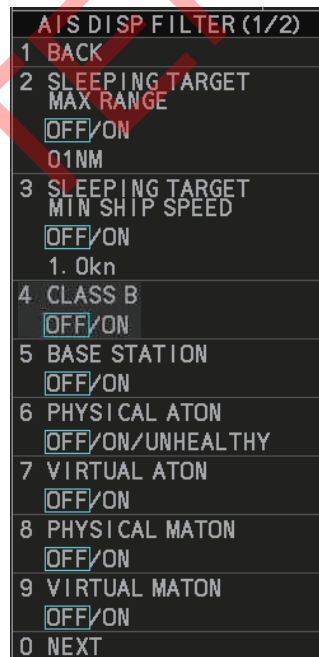 AIS DISP FILTER (1/2)
1 BACK
2 SLEEPING TARGET
MAX RANGE
OFF/ON
01NM
3 SLEEPING TARGET
MIN SHIP SPEED
OFF/ON
1.0kn
4 CLASS B
OFF/ON
5 BASE STATION
OFF/ON
6 PHYSICAL ATON
OFF/ON/UNHEALTHY
7 VIRTUAL ATON
OFF/ON
8 PHYSICAL MATON
OFF/ON
9 VIRTUAL MATON
OFF/ON
0 NEXT